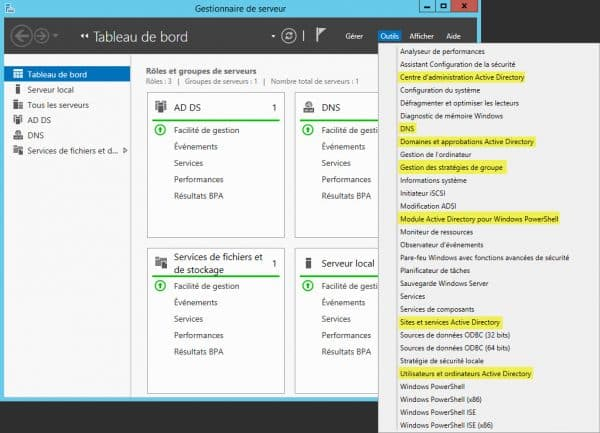 Gestionnaire de serveur
Tableau de bord
Gérer
Outils
Afficher
Aide
Tableau de bord
Serveur local
Tous les serveurs
AD DS
DNS
Services de fichiers et d...
Rôles et groupes de serveurs
Rôles : 3 | Groupes de serveurs : 1 | Nombre total de serveurs : 1
AD DS 1
Facilité de gestion
Événements
Services
Performances
Résultats BPA
DNS
Facilité de gestion
Événements
Services
Performances
Résultats BPA
Services de fichiers et
de stockage 1
Facilité de gestion
Événements
Services
Performances
Résultats BPA
Serveur local
Facilité de gestion
Événements
Services
Performances
Résultats BPA
Analyseur de performances
Assistant Configuration de la sécurité
Centre d'administration Active Directory
Configuration du système
Défragmenter et optimiser les lecteurs
Diagnostic de mémoire Windows
DNS
Domaines et approbations Active Directory
Gestion de l'ordinateur
Gestion des stratégies de groupe
Informations système
Initiateur iSCSI
Modification ADSI
Module Active Directory pour Windows PowerShell
Moniteur de ressources
Observateur d'événements
Pare-feu Windows avec fonctions avancées de sécurité
Planificateur de tâches
Sauvegarde Windows Server
Services
Services de composants
Sites et services Active Directory
Sources de données ODBC (32 bits)
Sources de données ODBC (64 bits)
Stratégie de sécurité locale
Utilisateurs et ordinateurs Active Directory
Windows PowerShell
Windows PowerShell (x86)
Windows PowerShell ISE
Windows PowerShell ISE (x86)